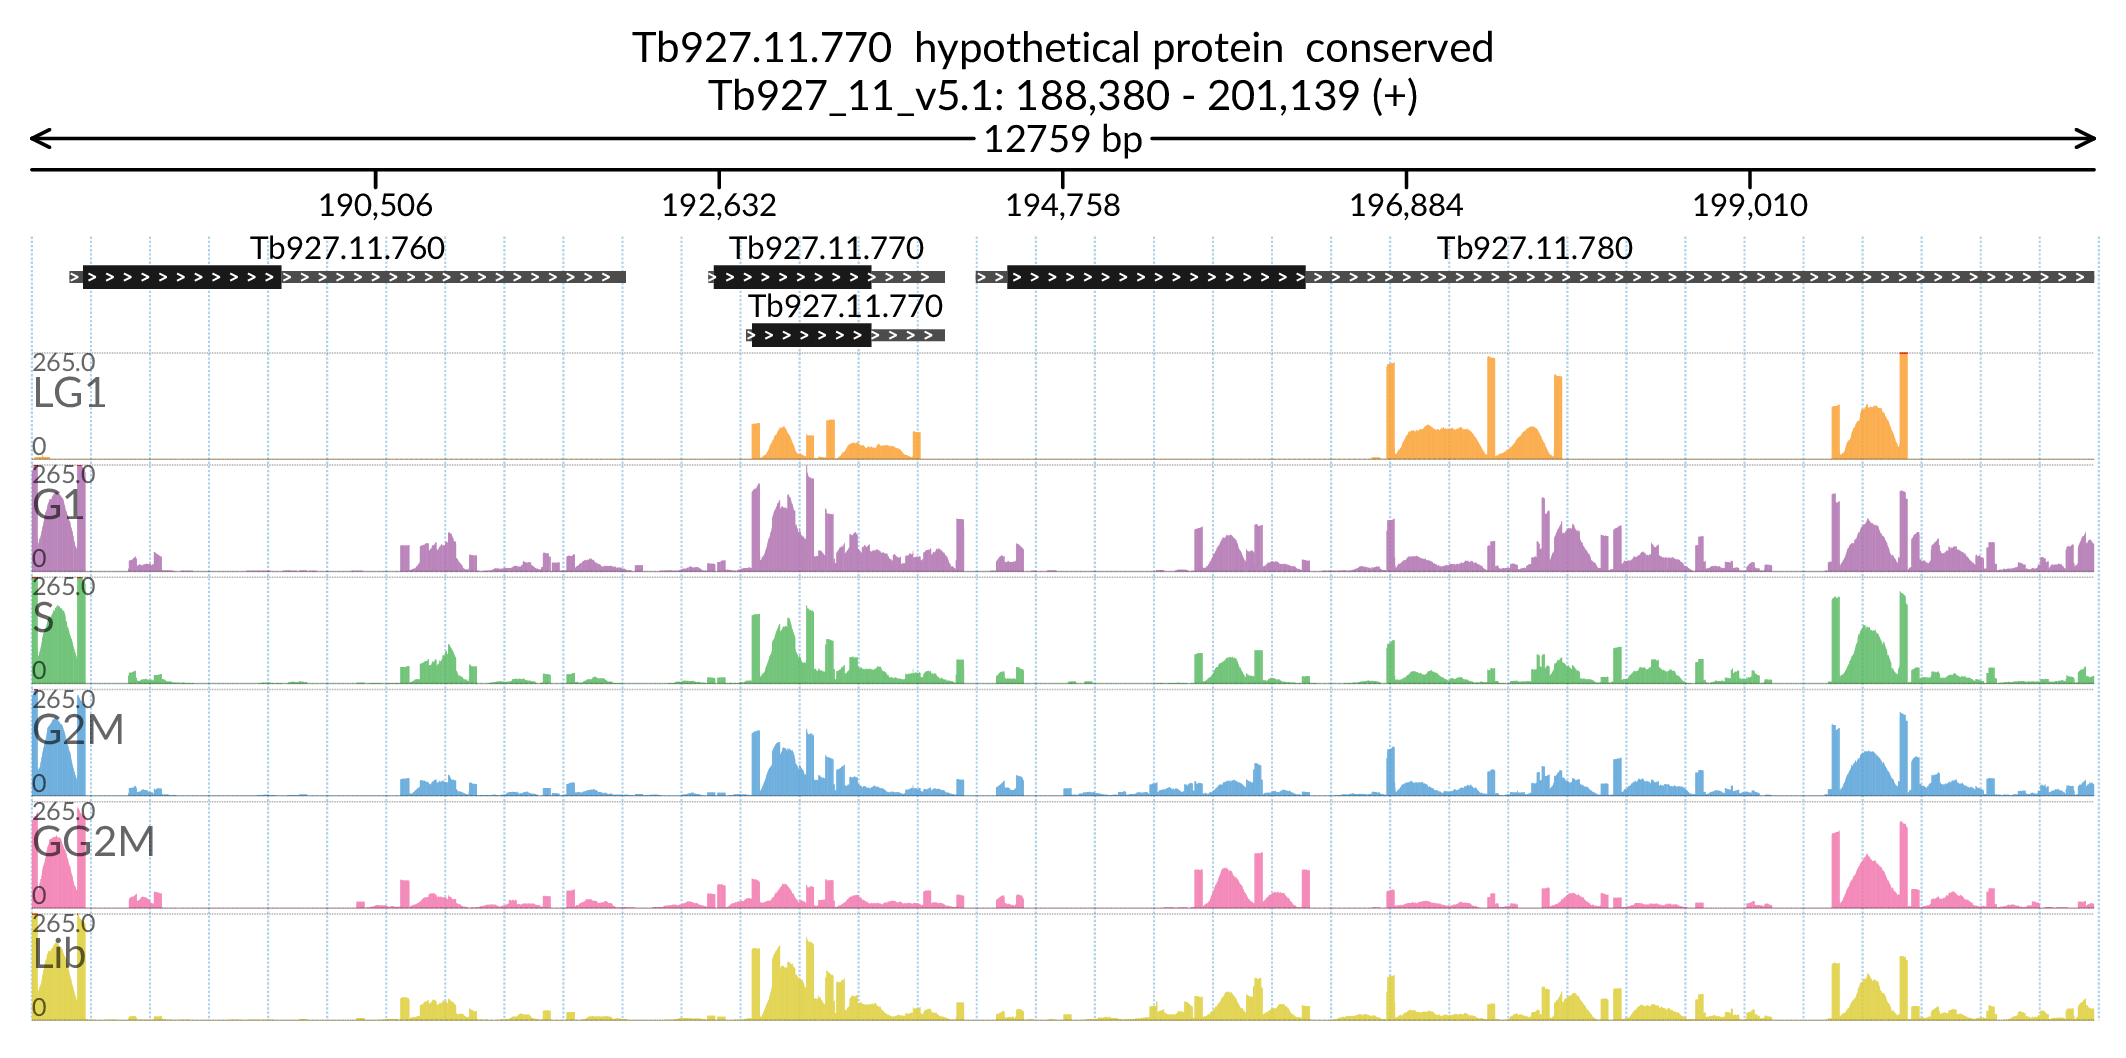 Tb927.11.770 hypothetical protein conserved
Tb927_11_v5.1: 188,380 - 201,139 (+)
12759 bp
190,506 192,632 194,758 196,884 199,010
Tb927.11.760 Tb927.11.770 Tb927.11.780
Tb927.11.770
265.0
LG1
0
265.0
G1
0
265.0
S
0
265.0
G2M
0
265.0
GG2M
0
265.0
Lib
0